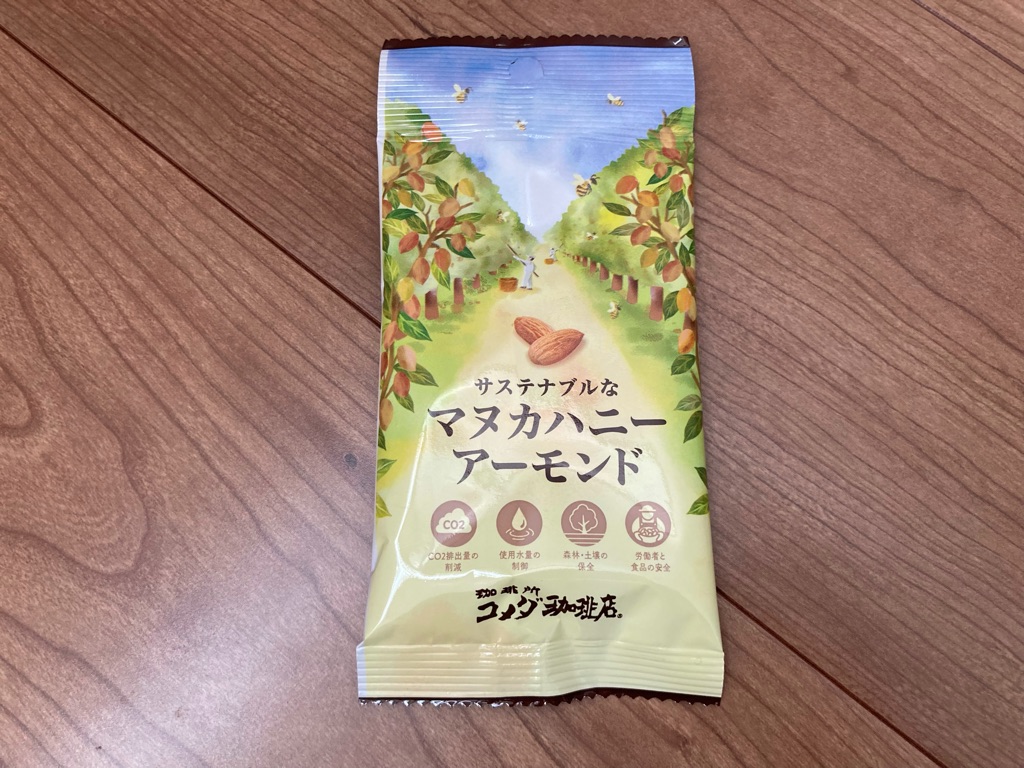 サステナブルな
マヌカハニー
アーモンド
CO2
CO2排出量の
削減
使用水量の
制御
森林・土壌の
保全
労働者と
食品の安全
珈琲所
コメダ珈琲店®